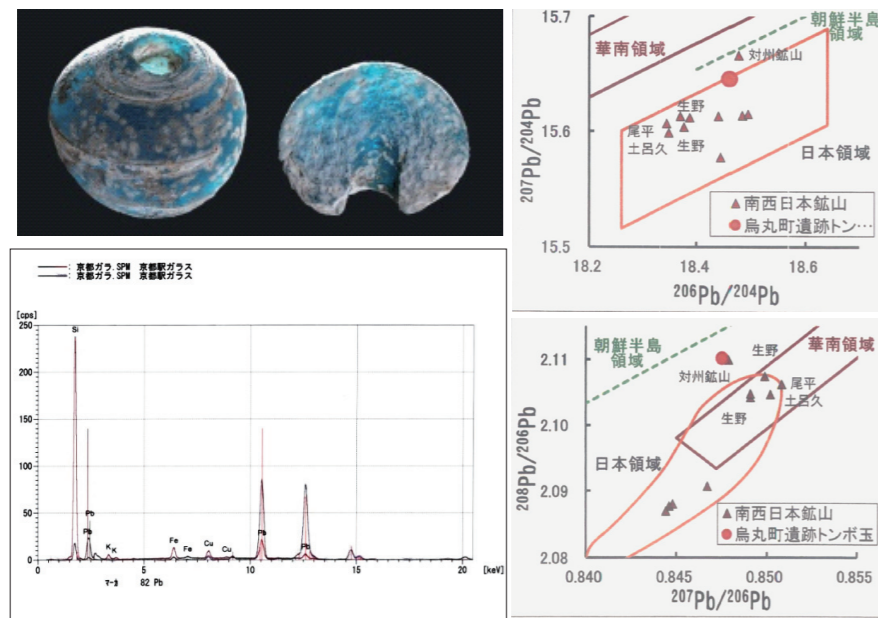 15.7
15.6
15.5
18.2
18.4
18.6
²⁰⁷Pb/²⁰⁴Pb
²⁰⁶Pb/²⁰⁴Pb
華南領域
朝鮮半島
領域
対州鉱山
生野
尾平
土呂久
生野
日本領域
▲南西日本鉱山
●烏丸町遺跡トン…
—: 京都ガラ.SPM 京都駅ガラス
—: 京都ガラ.SPM 京都駅ガラス
[cps]
250
200
150
100
50
0
Si
Pb
Pb
K
K
Fe
Fe
Cu
Cu
Pb
Pb
0
5
10
15
20
[keV]
マーカ 82 Pb
2.11
2.10
2.09
2.08
0.840
0.845
0.850
0.855
²⁰⁸Pb/²⁰⁶Pb
²⁰⁷Pb/²⁰⁶Pb
朝鮮半島
領域
生野
華南領域
対州鉱山
尾平
土呂久
生野
日本領域
▲南西日本鉱山
●烏丸町遺跡トンボ玉